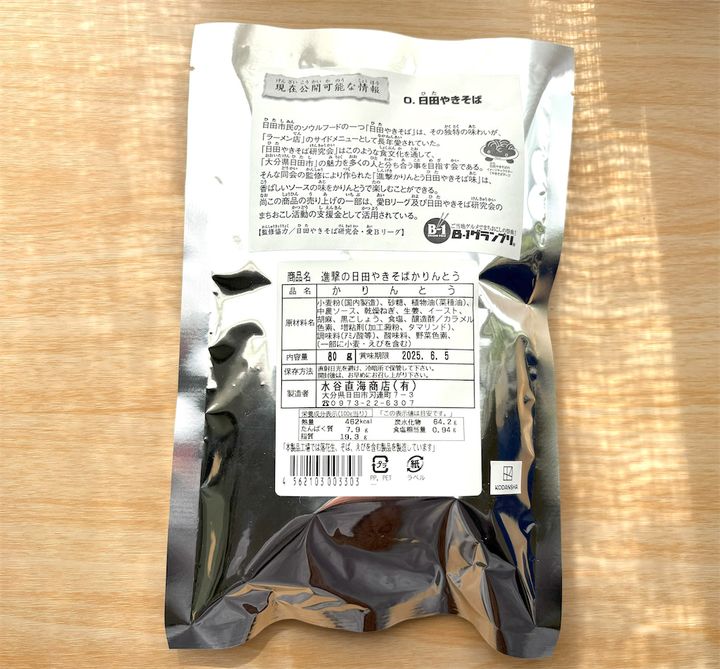 現在公開可能な情報
0. 日田やきそば
日田市民のソウルフードの一つ「日田やきそば」は、その独特の味わいが、
「ラーメン店」のサイドメニューとして長年愛されていた。
「日田やきそば研究会」はこのような食文化を通して、
「大分県日田市」の魅力を多くの人と分ち合う事を目指す会である。
そんな同会の監修により作られた「進撃かりんとう日田やきそば味」は、
香ばしいソースの味をかりんとうで楽しむことができる。
尚この商品の売り上げの一部は、愛Bリーグ及び日田やきそば研究会の
まちおこし活動の支援金として活用されている。
【監修協力/日田やきそば研究会・愛Bリーグ】
日田やきそば研究会
B-1
ご当地グルメでまちおこしの祭典!
B-1グランプリ®
商品名 進撃の日田やきそばかりんとう
品名 かりんとう
原材料名 小麦粉(国内製造)、砂糖、植物油(菜種油)、
中濃ソース、乾燥ねぎ、生姜、イースト、
胡麻、黒こしょう、食塩、醸造酢/カラメル
色素、増粘剤(加工澱粉、タマリンド)、
調味料(アミノ酸等)、酸味料、野菜色素、
(一部に小麦・えびを含む)
内容量 80 g 賞味期限 2025. 6. 5
保存方法 直射日光を避け、冷暗所で保管して下さい。
開封後は、お早めにお召し上がり下さい。
製造者 水谷直海商店(有)
大分県日田市刃連町7-3
☎0973-22-6307
栄養成分表示(100g当り) 「この表示値は目安です。」
熱量 462kcal 炭水化物 64.2g
たんぱく質 7.9g 食塩相当量 0.94g
脂質 19.3g
「本製品工場では落花生、そば、えびを含む製品を製造しています」
4 562103 003303
プラ
PP, PET
紙
ラベル
KODANSHA